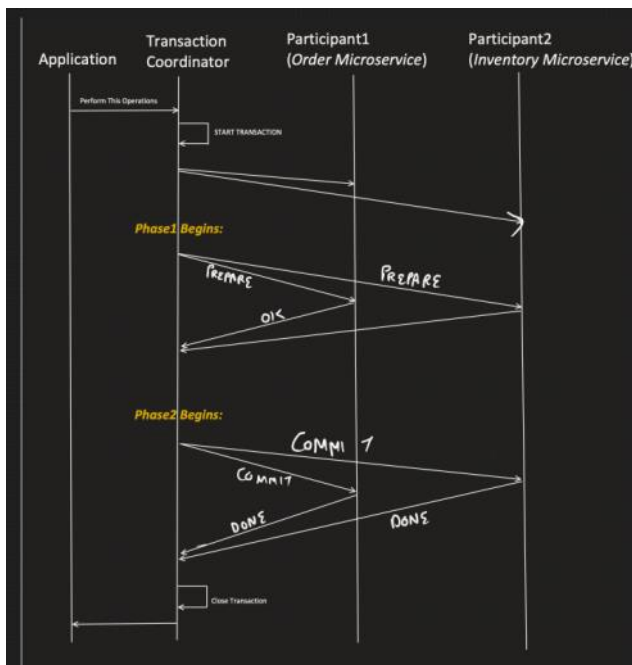 Application
Transaction
Coordinator
Participant1
(Order Microservice)
Participant2
(Inventory Microservice)
Perform This Operations
START TRANSACTION
Phase1 Begins:
PREPARE
PREPARE
OK
Phase2 Begins:
COMMIT
COMMIT
DONE
DONE
Close Transaction